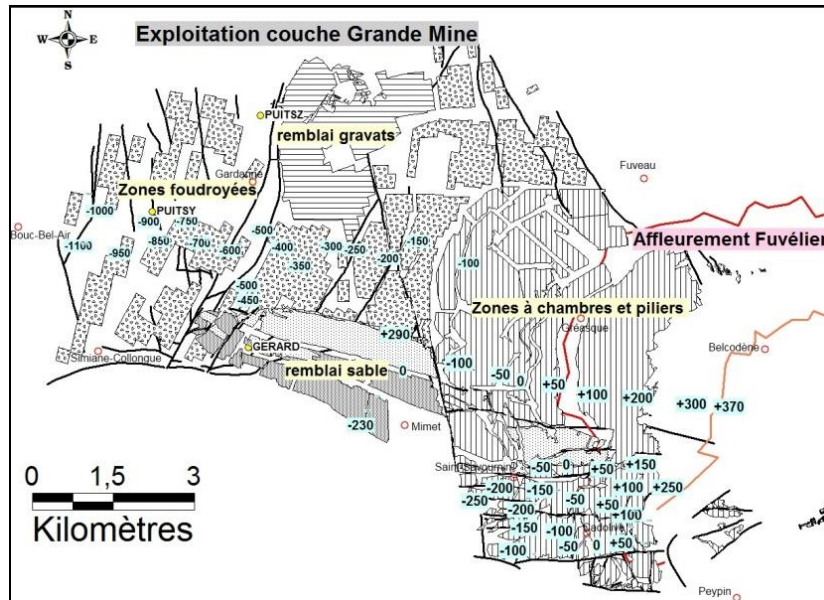 N
W E
S
Exploitation couche Grande Mine
PUITSZ
remblai gravats
Fuveau
Gardanne
Zones foudroyées
-1000
-900
PUITSY
-750
Bouc-Bel-Air
-1100
-950
-850
-700
-600
-500
-400
-350
-300
-250
-200
-150
-100
Affleurement Fuvélien
-500
-450
Zones à chambres et piliers
Gréasque
+290
GERARD
Simiane-Collongue
Belcodène
remblai sable
0
-100
-50
0
+50
+100
+200
+300
+370
-230
Mimet
Saint-Savournin
-50
0
+50
+150
-200
-150
+100
+250
-250
-50
+50
-200
+100
-150
-100
Cadolive
-100
-50
0
+50
Peypin
0 1,5 3
Kilomètres